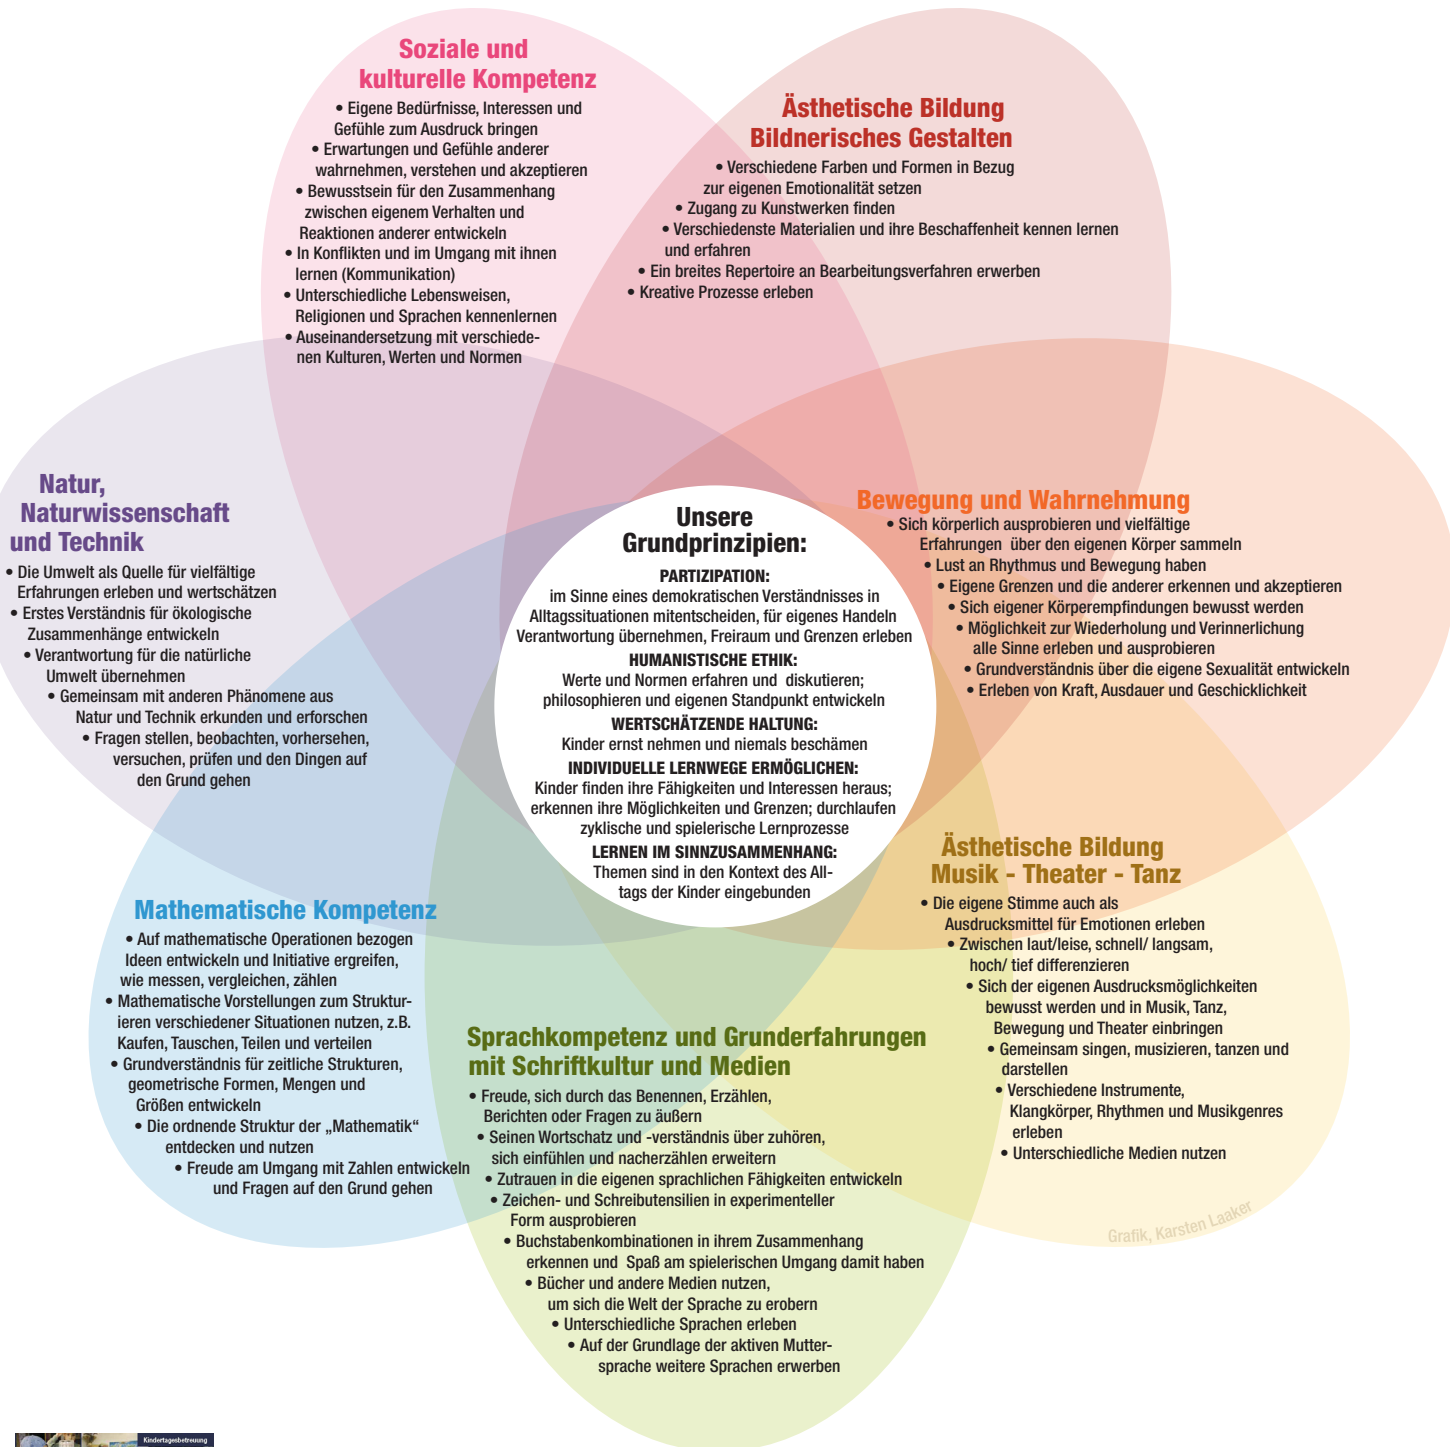 Soziale und
kulturelle Kompetenz
• Eigene Bedürfnisse, Interessen und
Gefühle zum Ausdruck bringen
• Erwartungen und Gefühle anderer
wahrnehmen, verstehen und akzeptieren
• Bewusstsein für den Zusammenhang
zwischen eigenem Verhalten und
Reaktionen anderer entwickeln
• In Konflikten und im Umgang mit ihnen
lernen (Kommunikation)
• Unterschiedliche Lebensweisen,
Religionen und Sprachen kennenlernen
• Auseinandersetzung mit verschiede-
nen Kulturen, Werten und Normen
Ästhetische Bildung
Bildnerisches Gestalten
• Verschiedene Farben und Formen in Bezug
zur eigenen Emotionalität setzen
• Zugang zu Kunstwerken finden
• Verschiedenste Materialien und ihre Beschaffenheit kennen lernen
und erfahren
• Ein breites Repertoire an Bearbeitungsverfahren erwerben
• Kreative Prozesse erleben
Natur,
Naturwissenschaft
und Technik
• Die Umwelt als Quelle für vielfältige
Erfahrungen erleben und wertschätzen
• Erstes Verständnis für ökologische
Zusammenhänge entwickeln
• Verantwortung für die natürliche
Umwelt übernehmen
• Gemeinsam mit anderen Phänomene aus
Natur und Technik erkunden und erforschen
• Fragen stellen, beobachten, vorhersehen,
versuchen, prüfen und den Dingen auf
den Grund gehen
Unsere
Grundprinzipien:
PARTIZIPATION:
im Sinne eines demokratischen Verständnisses in
Alltagssituationen mitentscheiden, für eigenes Handeln
Verantwortung übernehmen, Freiraum und Grenzen erleben
HUMANISTISCHE ETHIK:
Werte und Normen erfahren und diskutieren;
philosophieren und eigenen Standpunkt entwickeln
WERTSCHÄTZENDE HALTUNG:
Kinder ernst nehmen und niemals beschämen
INDIVIDUELLE LERNWEGE ERMÖGLICHEN:
Kinder finden ihre Fähigkeiten und Interessen heraus;
erkennen ihre Möglichkeiten und Grenzen; durchlaufen
zyklische und spielerische Lernprozesse
LERNEN IM SINNZUSAMMENHANG:
Themen sind in den Kontext des All-
tags der Kinder eingebunden
Bewegung und Wahrnehmung
• Sich körperlich ausprobieren und vielfältige
Erfahrungen über den eigenen Körper sammeln
• Lust an Rhythmus und Bewegung haben
• Eigene Grenzen und die anderer erkennen und akzeptieren
• Sich eigener Körperempfindungen bewusst werden
• Möglichkeit zur Wiederholung und Verinnerlichung
alle Sinne erleben und ausprobieren
• Grundverständnis über die eigene Sexualität entwickeln
• Erleben von Kraft, Ausdauer und Geschicklichkeit
Mathematische Kompetenz
• Auf mathematische Operationen bezogen
Ideen entwickeln und Initiative ergreifen,
wie messen, vergleichen, zählen
• Mathematische Vorstellungen zum Struktur-
ieren verschiedener Situationen nutzen, z.B.
Kaufen, Tauschen, Teilen und verteilen
• Grundverständnis für zeitliche Strukturen,
geometrische Formen, Mengen und
Größen entwickeln
• Die ordnende Struktur der „Mathematik“
entdecken und nutzen
• Freude am Umgang mit Zahlen entwickeln
und Fragen auf den Grund gehen
Sprachkompetenz und Grunderfahrungen
mit Schriftkultur und Medien
• Freude, sich durch das Benennen, Erzählen,
Berichten oder Fragen zu äußern
• Seinen Wortschatz und -verständnis über zuhören,
sich einfühlen und nacherzählen erweitern
• Zutrauen in die eigenen sprachlichen Fähigkeiten entwickeln
• Zeichen- und Schreibutensilien in experimenteller
Form ausprobieren
• Buchstabenkombinationen in ihrem Zusammenhang
erkennen und Spaß am spielerischen Umgang damit haben
• Bücher und andere Medien nutzen,
um sich die Welt der Sprache zu erobern
• Unterschiedliche Sprachen erleben
• Auf der Grundlage der aktiven Mutter-
sprache weitere Sprachen erwerben
Ästhetische Bildung
Musik - Theater - Tanz
• Die eigene Stimme auch als
Ausdrucksmittel für Emotionen erleben
• Zwischen laut/leise, schnell/ langsam,
hoch/ tief differenzieren
• Sich der eigenen Ausdrucksmöglichkeiten
bewusst werden und in Musik, Tanz,
Bewegung und Theater einbringen
• Gemeinsam singen, musizieren, tanzen und
darstellen
• Verschiedene Instrumente,
Klangkörper, Rhythmen und Musikgenres
erleben
• Unterschiedliche Medien nutzen
Grafik, Karsten Laaker
Kindertagesbetreuung